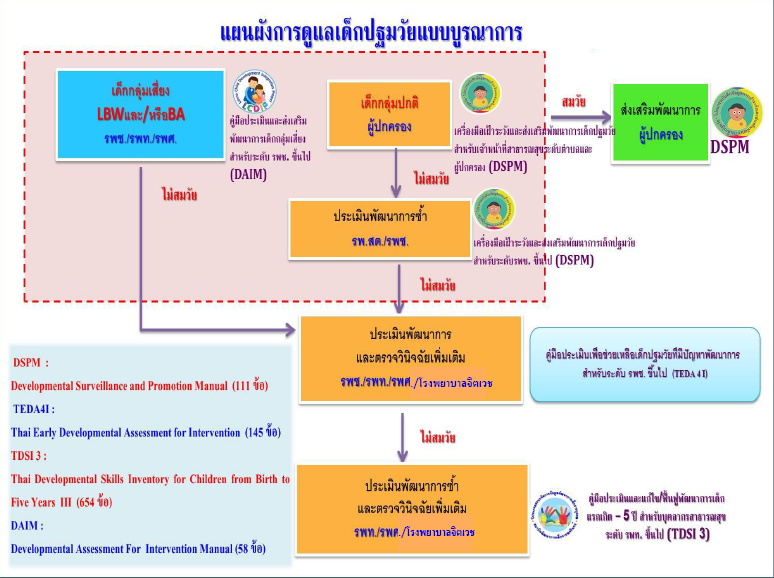 แผนผังการดูแลเด็กปฐมวัยแบบบูรณาการ
เด็กกลุ่มเสี่ยง
LBWและ/หรือBA
รพช./รพท./รพศ.
คู่มือประเมินและส่งเสริม
พัฒนาการเด็กกลุ่มเสี่ยง
สำหรับระดับ รพช. ขึ้นไป
(DAIM)
เด็กกลุ่มปกติ
ผู้ปกครอง
เครื่องมือเฝ้าระวังและส่งเสริมพัฒนาการเด็กปฐมวัย
สำหรับเจ้าหน้าที่สาธารณสุขระดับตำบลและ
ผู้ปกครอง (DSPM)
สมวัย
ส่งเสริมพัฒนาการ
ผู้ปกครอง
DSPM
ไม่สมวัย
ไม่สมวัย
ประเมินพัฒนาการซ้ำ
รพ.สต./รพช.
เครื่องมือเฝ้าระวังและส่งเสริมพัฒนาการเด็กปฐมวัย
สำหรับระดับรพช. ขึ้นไป (DSPM)
ไม่สมวัย
ประเมินพัฒนาการ
และตรวจวินิจฉัยเพิ่มเติม
รพช./รพท./รพศ./โรงพยาบาลจิตเวช
คู่มือประเมินเพื่อช่วยเหลือเด็กปฐมวัยที่มีปัญหาพัฒนาการ
สำหรับระดับ รพช. ขึ้นไป (TEDA 4I)
ไม่สมวัย
ประเมินพัฒนาการซ้ำ
และตรวจวินิจฉัยเพิ่มเติม
รพท./รพศ./โรงพยาบาลจิตเวช
คู่มือประเมินและแก้ไข/ฟื้นฟูพัฒนาการเด็ก
แรกเกิด – 5 ปี สำหรับบุคลากรสาธารณสุข
ระดับ รพท. ขึ้นไป (TDSI 3)
DSPM :
Developmental Surveillance and Promotion Manual (111 ข้อ)
TEDA4I :
Thai Early Developmental Assessment for Intervention (145 ข้อ)
TDSI 3 :
Thai Developmental Skills Inventory for Children from Birth to
Five Years III (654 ข้อ)
DAIM :
Developmental Assessment For Intervention Manual (58 ข้อ)